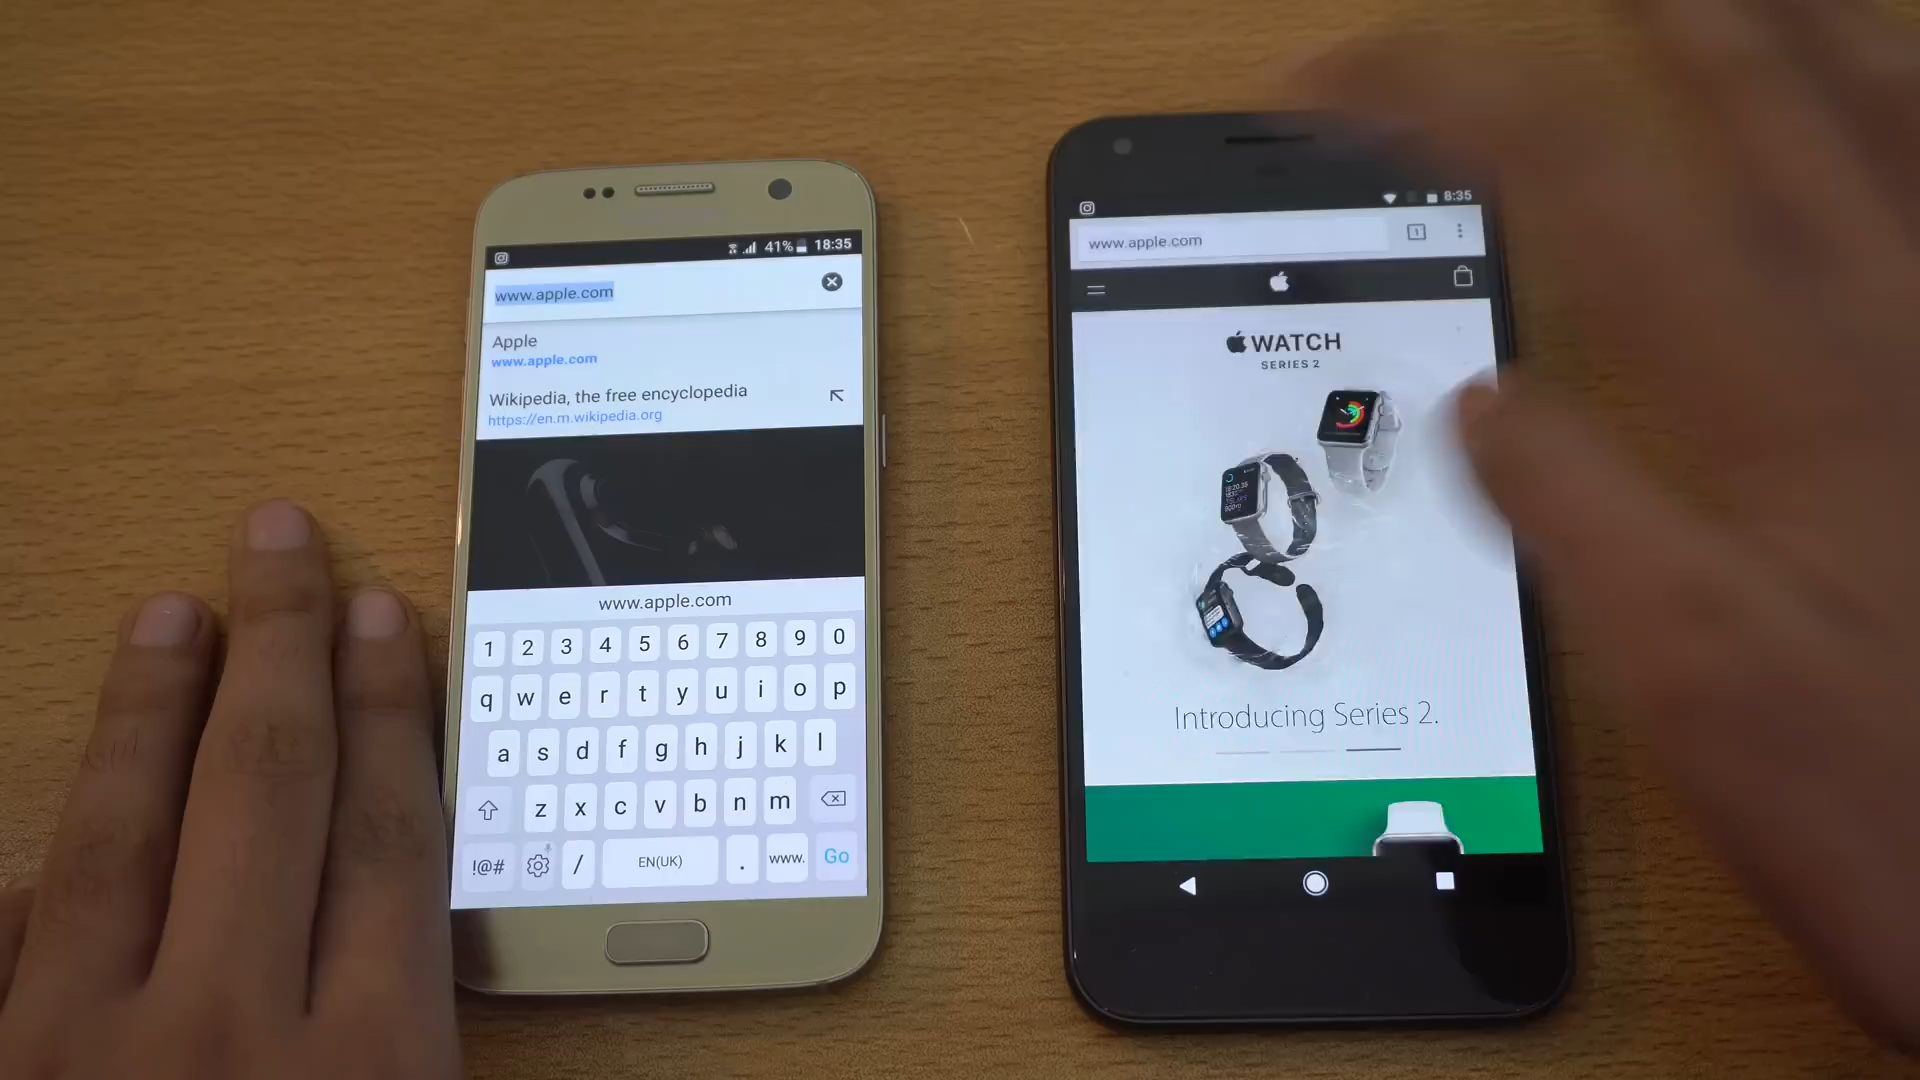 41% 18:35
www.apple.com
Apple
www.apple.com
Wikipedia, the free encyclopedia
https://en.m.wikipedia.org
www.apple.com
1 2 3 4 5 6 7 8 9 0
q w e r t y u i o p
a s d f g h j k l
z x c v b n m
!@# / EN(UK) . www. Go
8:35
www.apple.com 1
WATCH
SERIES 2
Introducing Series 2.